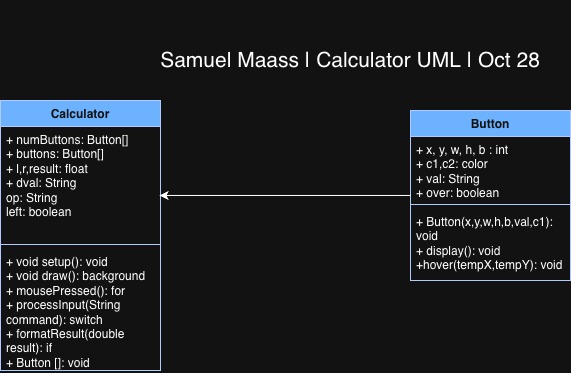 Samuel Maass | Calculator UML | Oct 28
Calculator
+ numButtons: Button[]
+ buttons: Button[]
+ l,r,result: float
+ dval: String
op: String
left: boolean
+ void setup(): void
+ void draw(): background
+ mousePressed(): for
+ processInput(String
command): switch
+ formatResult(double
result): if
+ Button []: void
Button
+ x, y, w, h, b : int
+ c1,c2: color
+ val: String
+ over: boolean
+ Button(x,y,w,h,b,val,c1):
void
+ display(): void
+hover(tempX,tempY): void